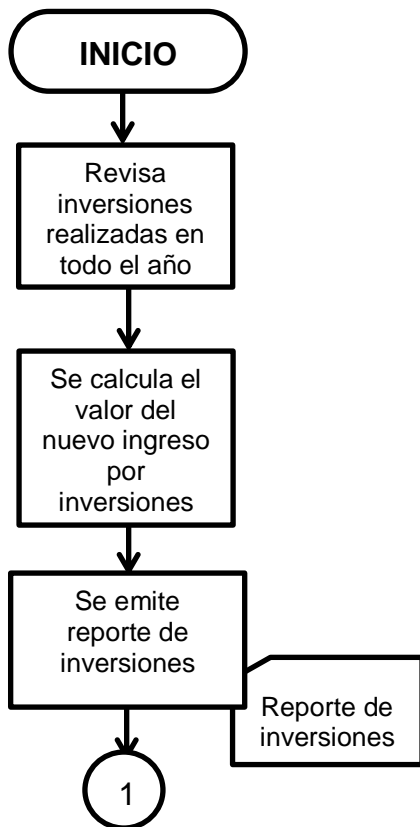 INICIO
Revisa
inversiones
realizadas en
todo el año
Se calcula el
valor del
nuevo ingreso
por
inversiones
Se emite
reporte de
inversiones
Reporte de
inversiones
1